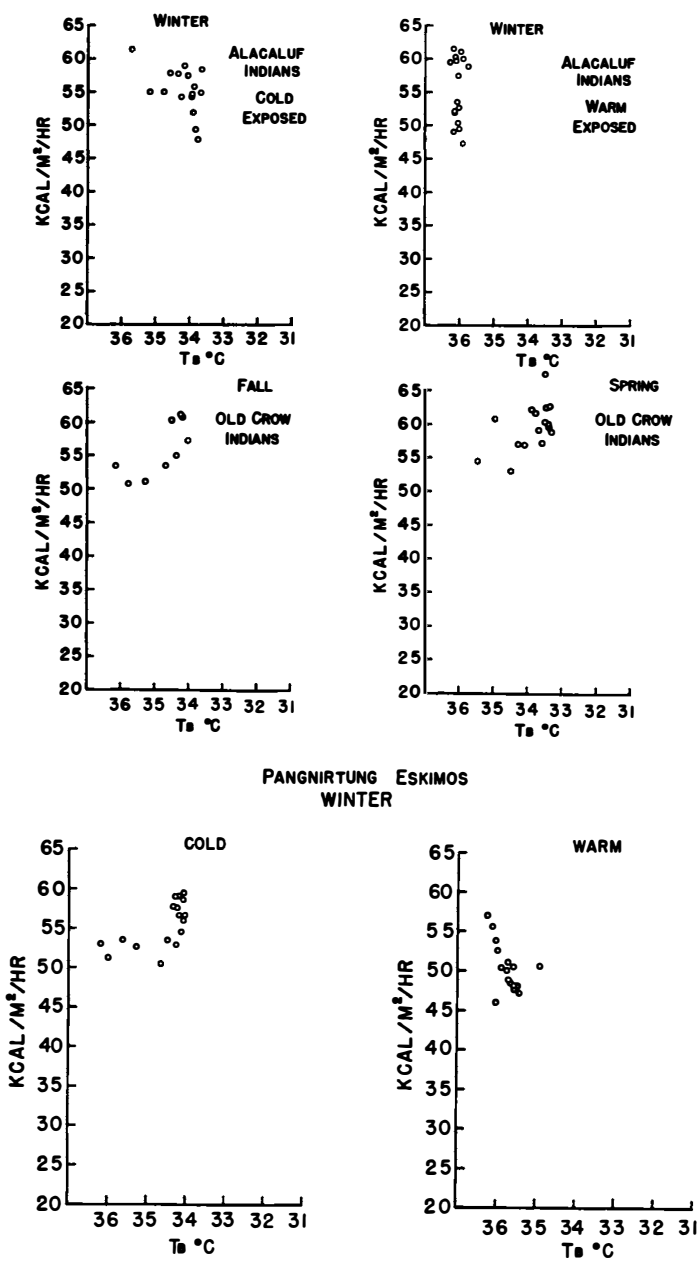 WINTER
ALACALUF
INDIANS
COLD
EXPOSED
KCAL/M²/HR
65
60
55
50
45
40
35
30
25
20
36 35 34 33 32 31
TB °C
WINTER
ALACALUF
INDIANS
WARM
EXPOSED
KCAL/M²/HR
65
60
55
50
45
40
35
30
25
20
36 35 34 33 32 31
TB °C
FALL
OLD CROW
INDIANS
KCAL/M²/HR
65
60
55
50
45
40
35
30
25
20
36 35 34 33 32 31
TB °C
SPRING
OLD CROW
INDIANS
KCAL/M²/HR
65
60
55
50
45
40
35
30
25
20
36 35 34 33 32 31
TB °C
PANGNIRTUNG ESKIMOS
WINTER
COLD
KCAL/M²/HR
65
60
55
50
45
40
35
30
25
20
36 35 34 33 32 31
TB °C
WARM
KCAL/M²/HR
65
60
55
50
45
40
35
30
25
20
36 35 34 33 32 31
TB °C